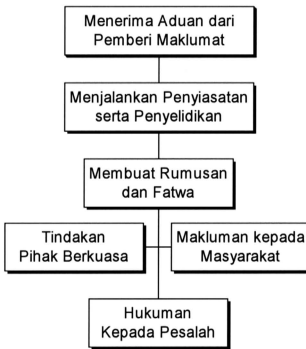 Menerima Aduan dari
Pemberi Maklumat
Menjalankan Penyiasatan
serta Penyelidikan
Membuat Rumusan
dan Fatwa
Tindakan
Pihak Berkuasa
Makluman kepada
Masyarakat
Hukuman
Kepada Pesalah